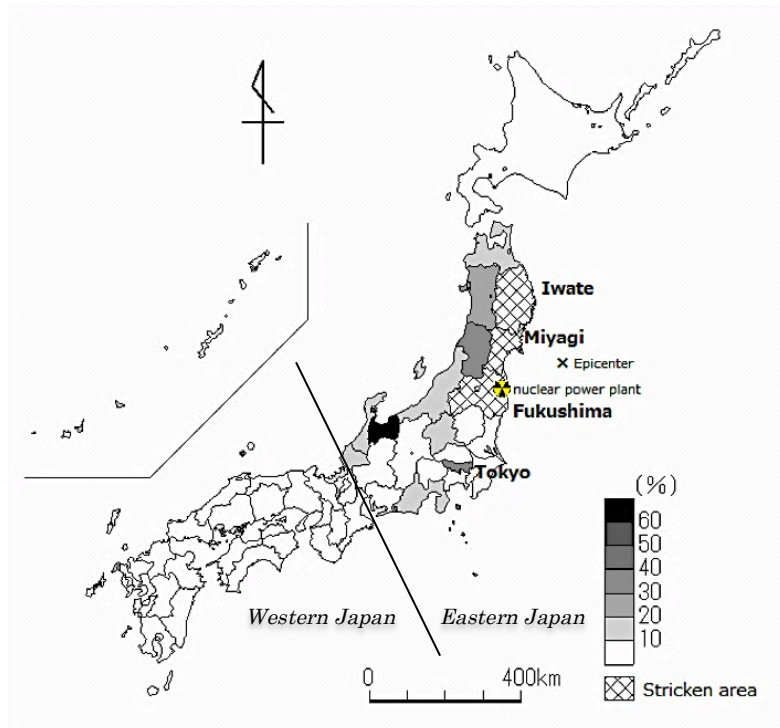 Iwate
Miyagi
× Epicenter
nuclear power plant
Fukushima
Tokyo
(%)
60
50
40
30
20
10
Western Japan
Eastern Japan
0
400km
Stricken area